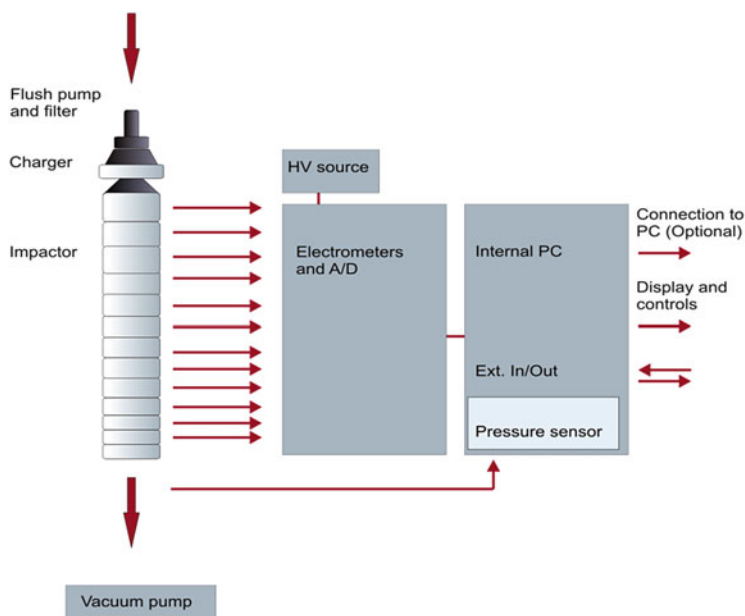 Flush pump
and filter
Charger
Impactor
HV source
Electrometers
and A/D
Internal PC
Ext. In/Out
Pressure sensor
Connection to
PC (Optional)
Display and
controls
Vacuum pump